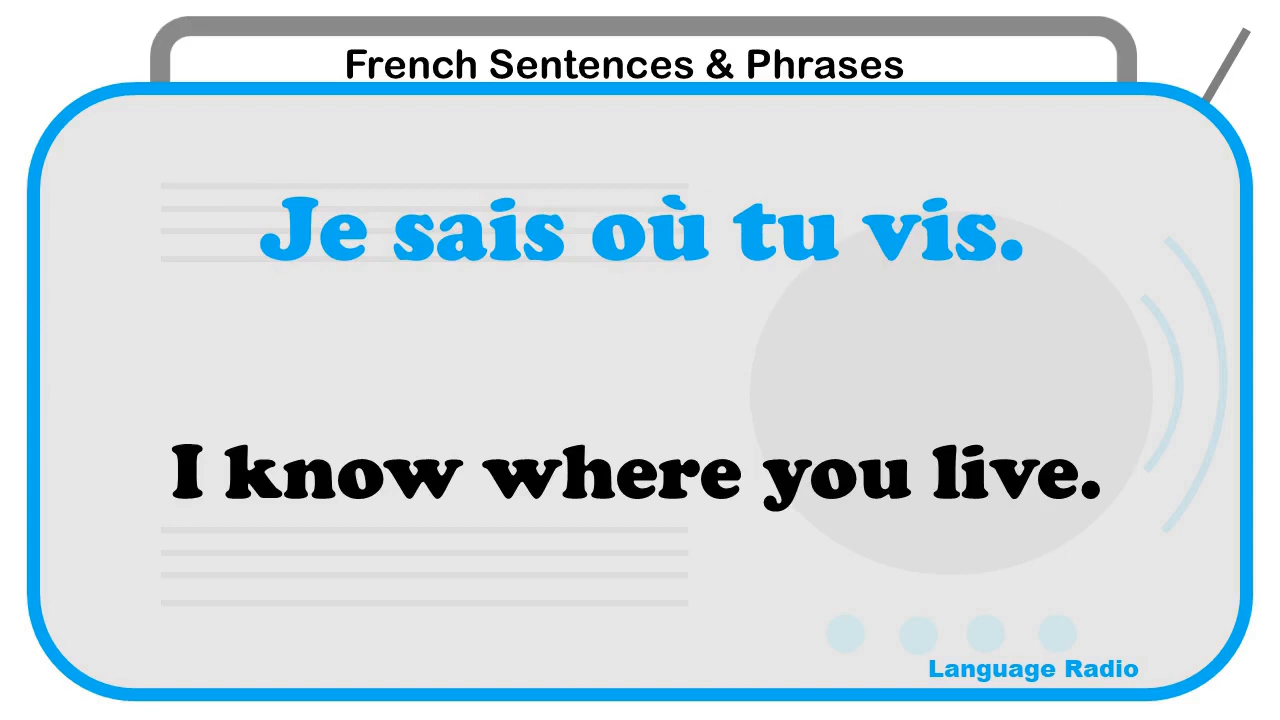 French Sentences & Phrases
Je sais où tu vis.
I know where you live.
Language Radio